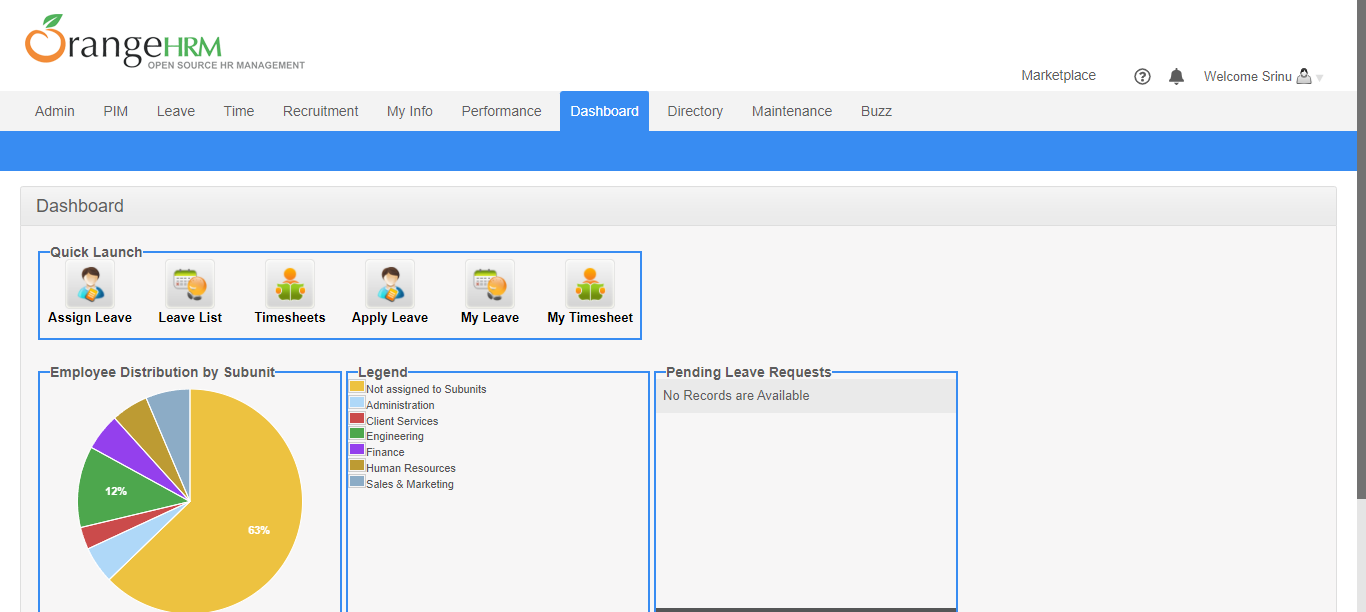 OrangeHRM
OPEN SOURCE HR MANAGEMENT
Marketplace
Welcome Srinu
Admin PIM Leave Time Recruitment My Info Performance Dashboard Directory Maintenance Buzz
Dashboard
Quick Launch
Assign Leave Leave List Timesheets Apply Leave My Leave My Timesheet
Employee Distribution by Subunit
12%
63%
Legend
Not assigned to Subunits
Administration
Client Services
Engineering
Finance
Human Resources
Sales & Marketing
Pending Leave Requests
No Records are Available